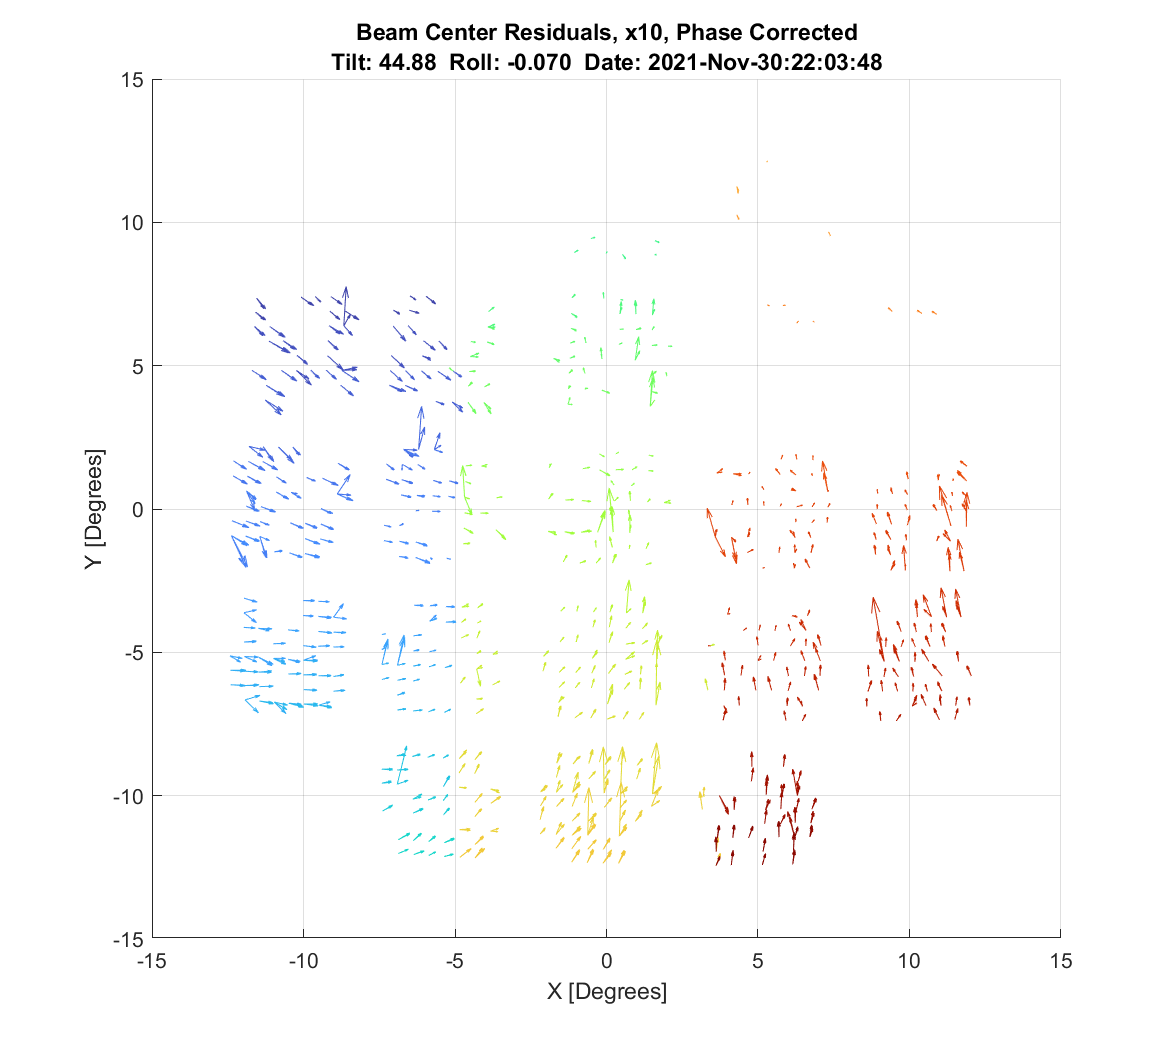 Beam Center Residuals, x10, Phase Corrected
Tilt: 44.88  Roll: -0.070  Date: 2021-Nov-30:22:03:48
15
10
5
0
-5
-10
-15
Y [Degrees]
-15 -10 -5 0 5 10 15
X [Degrees]